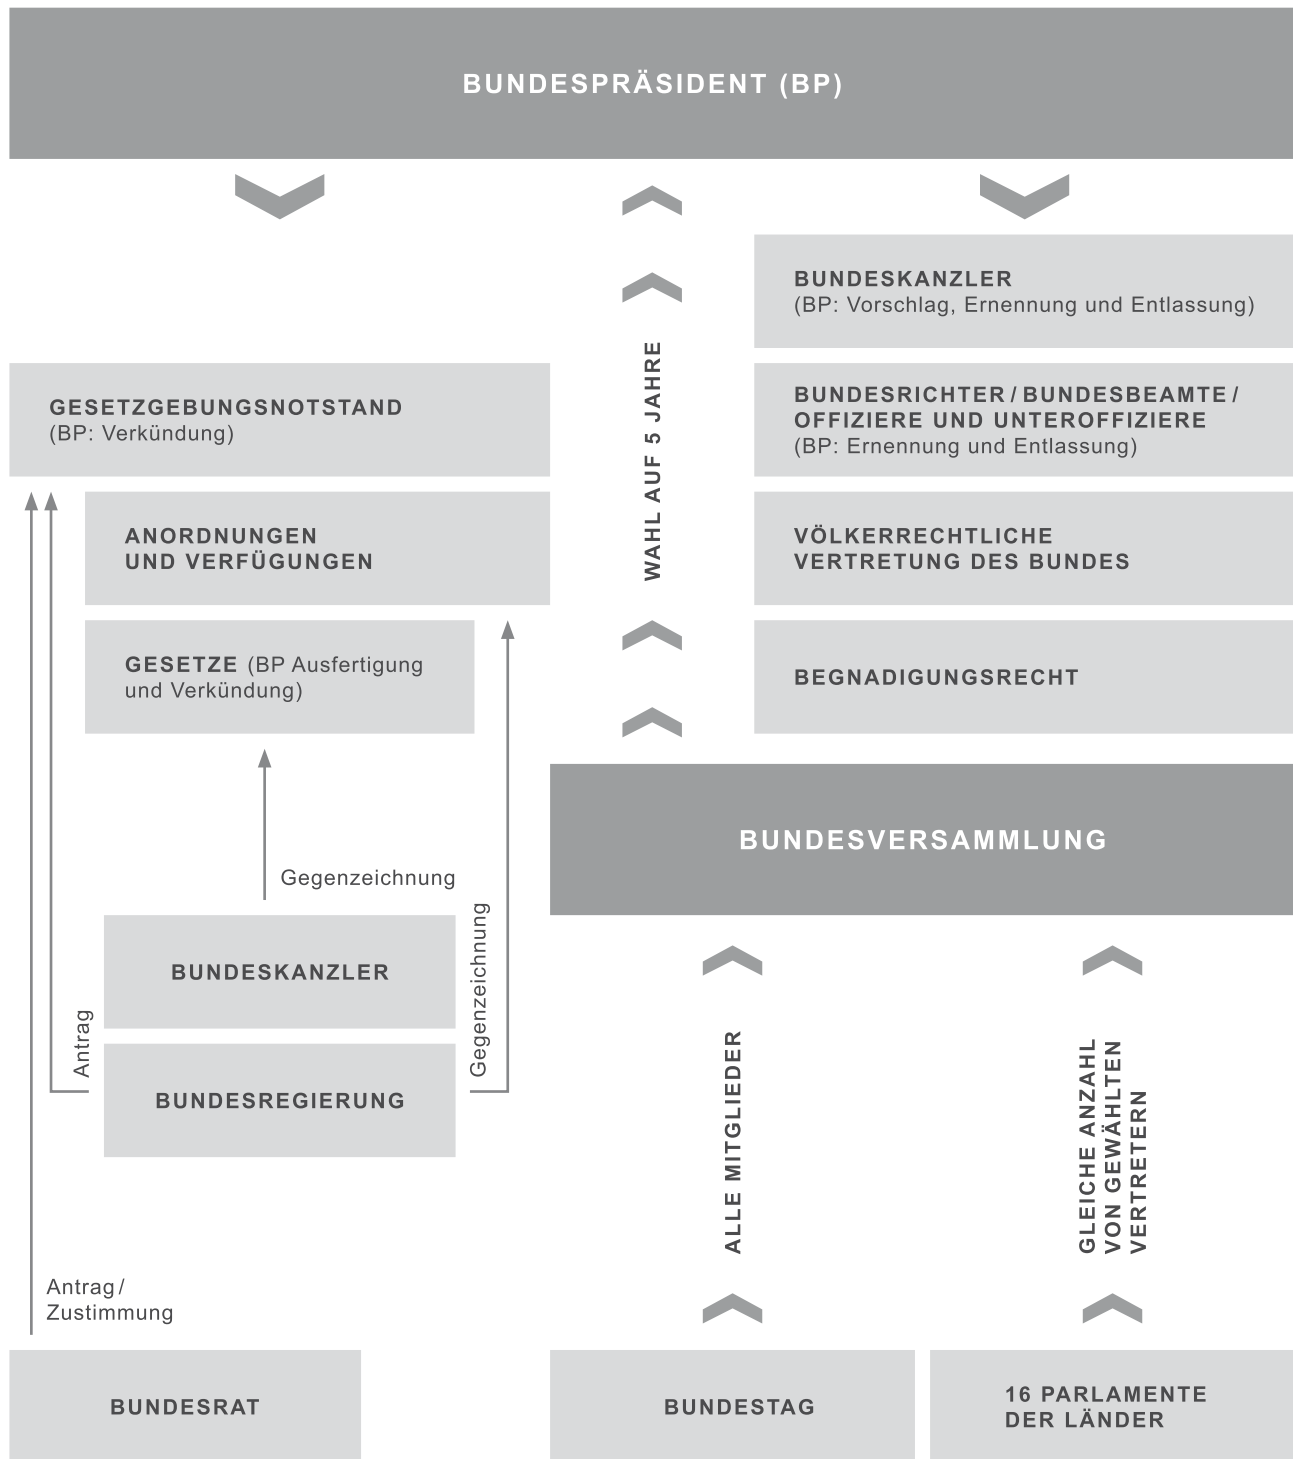 BUNDESPRÄSIDENT (BP)
BUNDESKANZLER
(BP: Vorschlag, Ernennung und Entlassung)
GESETZGEBUNGSNOTSTAND
(BP: Verkündung)
BUNDESRICHTER / BUNDESBEAMTE /
OFFIZIERE UND UNTEROFFIZIERE
(BP: Ernennung und Entlassung)
WAHL AUF 5 JAHRE
ANORDNUNGEN
UND VERFÜGUNGEN
VÖLKERRECHTLICHE
VERTRETUNG DES BUNDES
GESETZE (BP Ausfertigung
und Verkündung)
BEGNADIGUNGSRECHT
BUNDESVERSAMMLUNG
Gegenzeichnung
Gegenzeichnung
BUNDESKANZLER
Antrag
BUNDESREGIERUNG
ALLE MITGLIEDER
GLEICHE ANZAHL
VON GEWÄHLTEN
VERTRETERN
Antrag /
Zustimmung
BUNDESRAT
BUNDESTAG
16 PARLAMENTE
DER LÄNDER